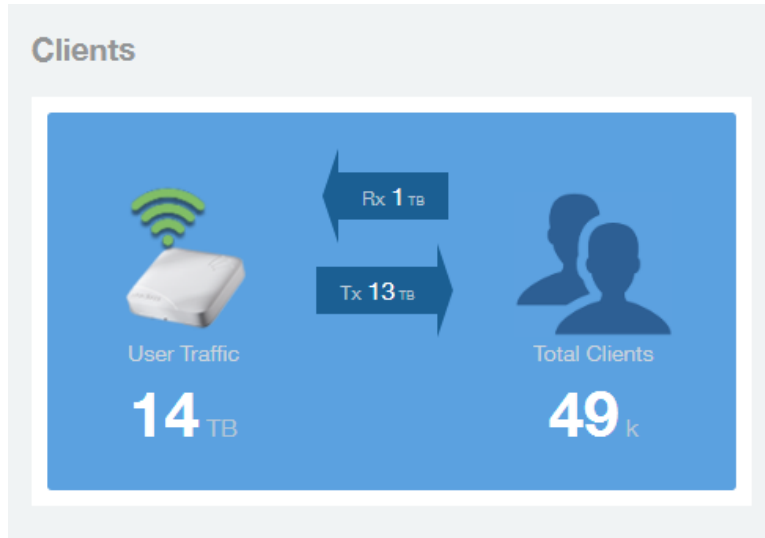 Clients
Rx 1 TB
Tx 13 TB
User Traffic
14 TB
Total Clients
49 k